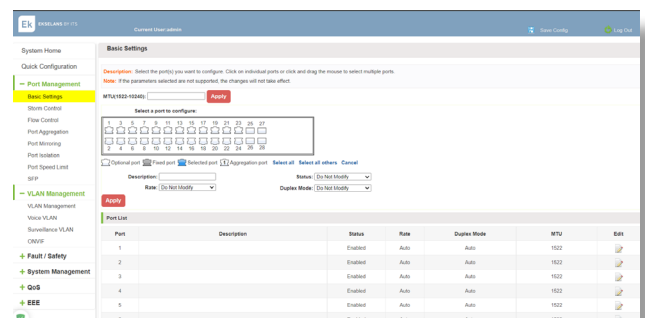 Ek EKSELANS BY ITS
Current User:admin
Save Config
Log Out
System Home
Quick Configuration
Port Management
Basic Settings
Storm Control
Flow Control
Port Aggregation
Port Mirroring
Port Isolation
Port Speed Limit
SFP
VLAN Management
VLAN Management
Voice VLAN
Surveillance VLAN
ONVIF
Fault / Safety
System Management
QoS
EEE
Basic Settings
Description: Select the port(s) you want to configure. Click on individual ports or click and drag the mouse to select multiple ports.
Note: If the parameters selected are not supported, the changes will not take affect.
MTU(1522-10240): Apply
Select a port to configure:
1 3 5 7 9 11 13 15 17 19 21 23 25 27
2 4 6 8 10 12 14 16 18 20 22 24 26 28
Optional port Fixed port Selected port Aggregation port Select all Select all others Cancel
Description: Status: Do Not Modify
Rate: Do Not Modify Duplex Mode: Do Not Modify
Apply
Port List
Port Description Status Rate Duplex Mode MTU Edit
1 Enabled Auto Auto 1522
2 Enabled Auto Auto 1522
3 Enabled Auto Auto 1522
4 Enabled Auto Auto 1522
5 Enabled Auto Auto 1522